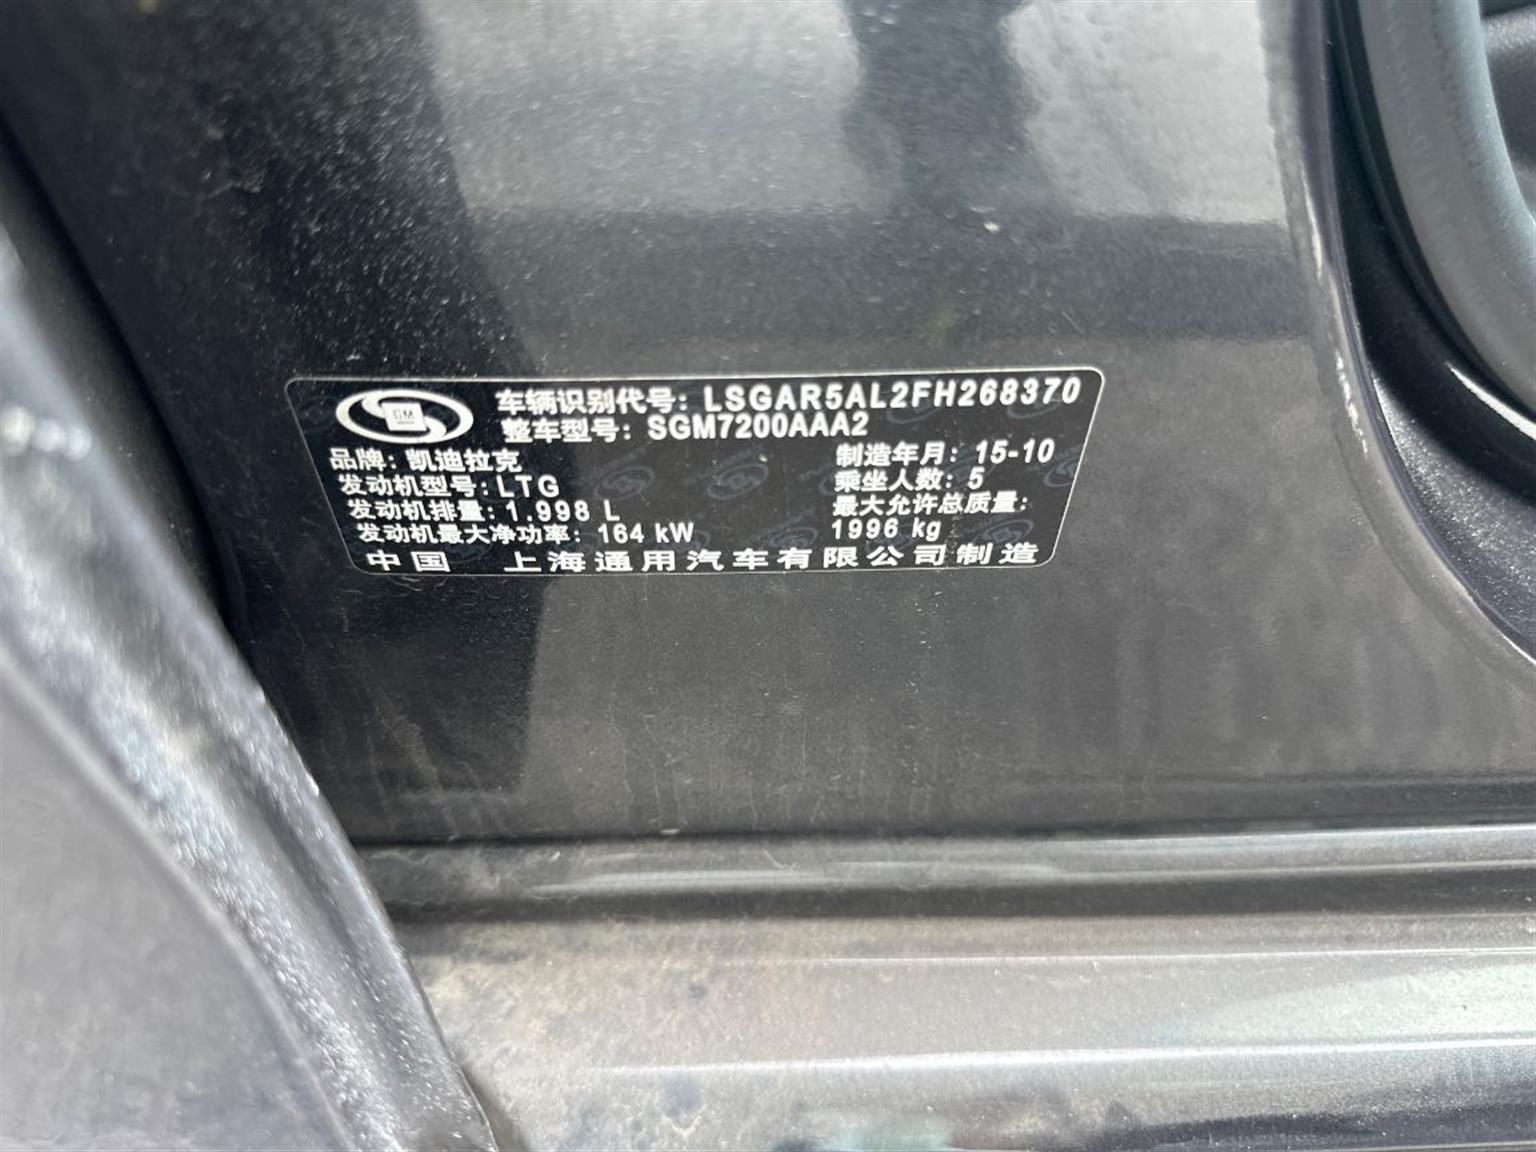 GM
车辆识别代号: LSGAR5AL2FH268370
整车型号: SGM7200AAA2
品牌: 凯迪拉克
制造年月: 15-10
发动机型号: LTG
乘坐人数: 5
发动机排量: 1.998 L
最大允许总质量:
发动机最大净功率: 164 kW
1996 kg
中国 上海通用汽车有限公司制造